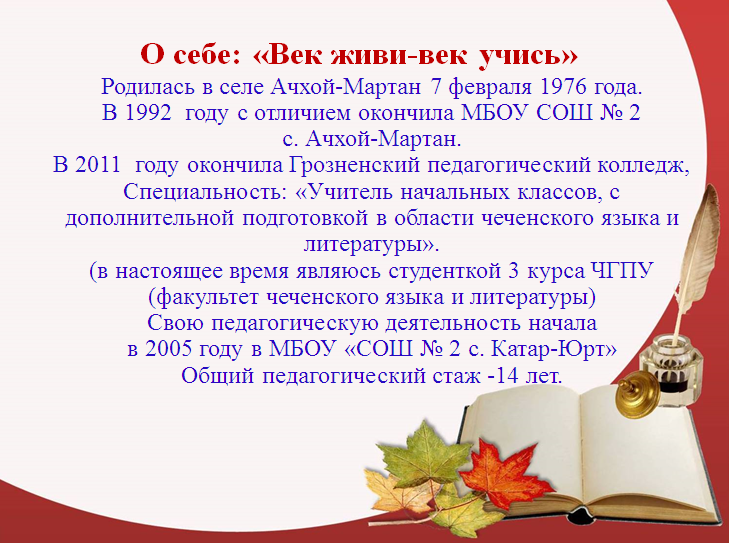 О себе: «Век живи-век учись»
Родилась в селе Ачхой-Мартан 7 февраля 1976 года.
В 1992 году с отличием окончила МБОУ СОШ № 2
с. Ачхой-Мартан.
В 2011 году окончила Грозненский педагогический колледж,
Специальность: «Учитель начальных классов, с
дополнительной подготовкой в области чеченского языка и
литературы».
(в настоящее время являюсь студенткой 3 курса ЧГПУ
(факультет чеченского языка и литературы)
Свою педагогическую деятельность начала
в 2005 году в МБОУ «СОШ № 2 с. Катар-Юрт»
Общий педагогический стаж -14 лет.